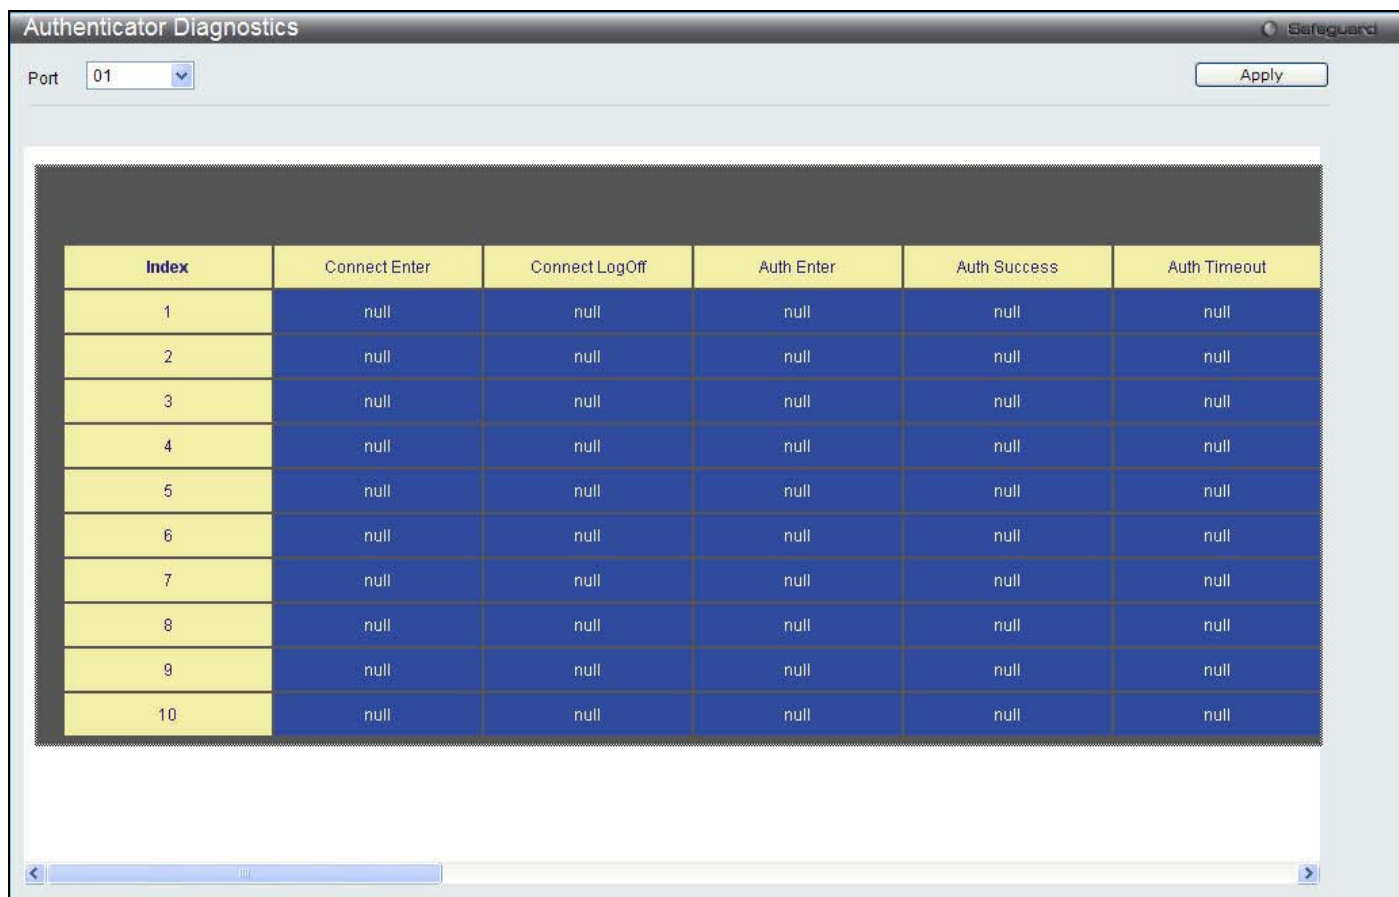 Authenticator Diagnostics Safeguard
Port 01 Apply
Index Connect Enter Connect LogOff Auth Enter Auth Success Auth Timeout
1 null null null null null
2 null null null null null
3 null null null null null
4 null null null null null
5 null null null null null
6 null null null null null
7 null null null null null
8 null null null null null
9 null null null null null
10 null null null null null